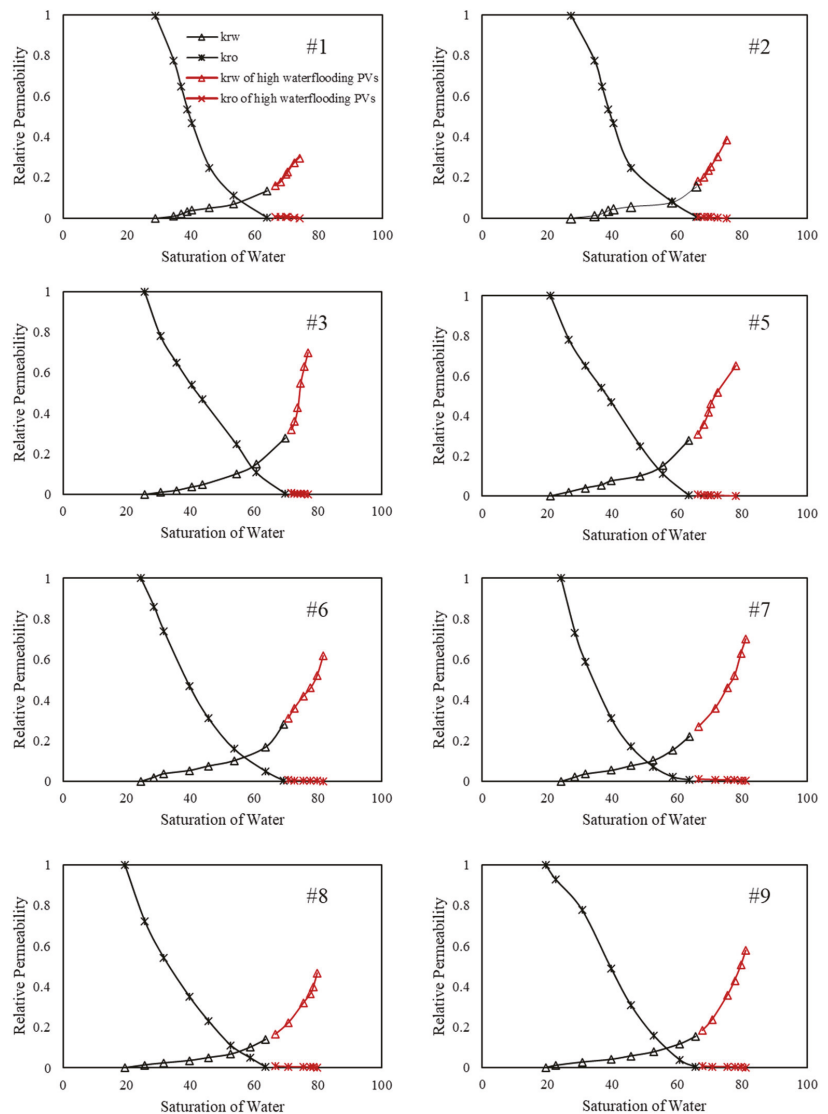 #1
krw
kro
krw of high waterflooding PVs
kro of high waterflooding PVs
Relative Permeability
1
0.8
0.6
0.4
0.2
0
0 20 40 60 80 100
Saturation of Water
#2
Relative Permeability
1
0.8
0.6
0.4
0.2
0
0 20 40 60 80 100
Saturation of Water
#3
Relative Permeability
1
0.8
0.6
0.4
0.2
0
0 20 40 60 80 100
Saturation of Water
#5
Relative Permeability
1
0.8
0.6
0.4
0.2
0
0 20 40 60 80 100
Saturation of Water
#6
Relative Permeability
1
0.8
0.6
0.4
0.2
0
0 20 40 60 80 100
Saturation of Water
#7
Relative Permeability
1
0.8
0.6
0.4
0.2
0
0 20 40 60 80 100
Saturation of Water
#8
Relative Permeability
1
0.8
0.6
0.4
0.2
0
0 20 40 60 80 100
Saturation of Water
#9
Relative Permeability
1
0.8
0.6
0.4
0.2
0
0 20 40 60 80 100
Saturation of Water